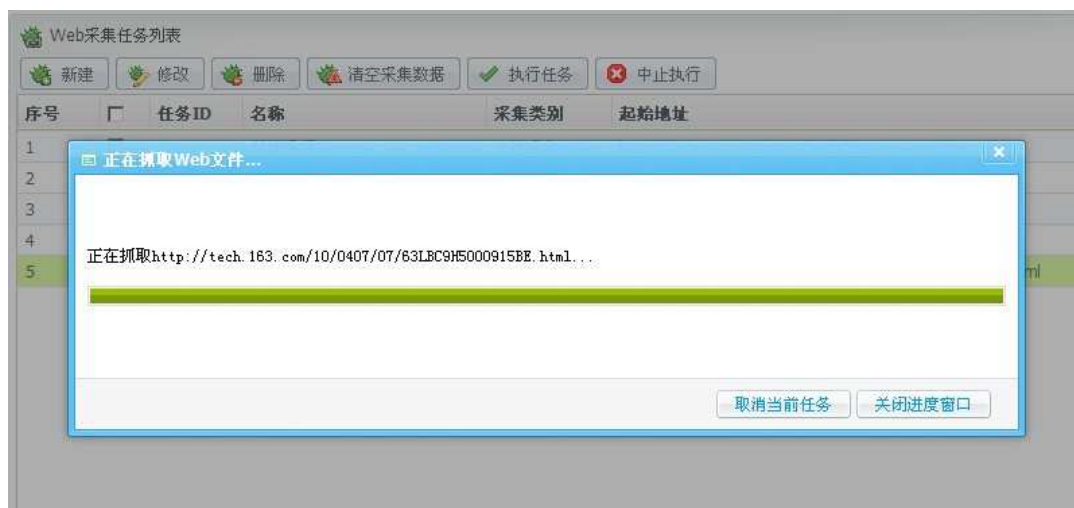 Web采集任务列表
新建 修改 删除 清空采集数据 执行任务 中止执行
序号 任务ID 名称 采集类别 起始地址
1
正在抓取Web文件...
2
3
4
正在抓取http://tech.163.com/10/0407/07/63LBC9H5000915BE.html...
5 ml
取消当前任务 关闭进度窗口